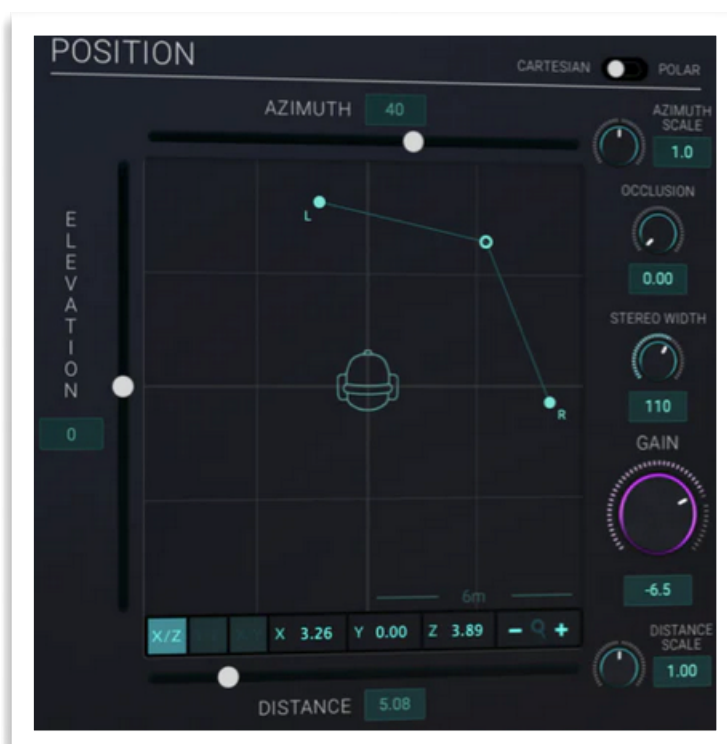 POSITION
CARTESIAN POLAR
AZIMUTH 40
AZIMUTH
SCALE
1.0
ELEVATION
0
L
R
OCCLUSION
0.00
STEREO WIDTH
110
GAIN
-6.5
6m
X/Z X 3.26 Y 0.00 Z 3.89 - +
DISTANCE
SCALE
1.00
DISTANCE 5.08